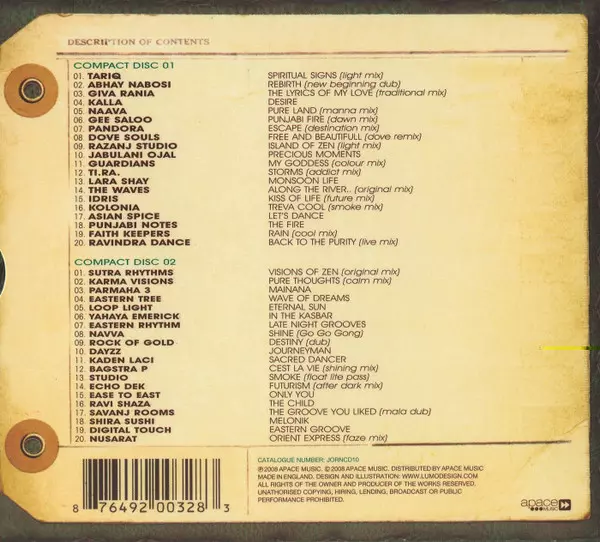 DESCRIPTION OF CONTENTS
COMPACT DISC 01
01. TARIQ SPIRITUAL SIGNS (light mix)
02. ABHAY NABOSI REBIRTH (new beginning dub)
03. GIVA RANIA THE LYRICS OF MY LOVE (traditional mix)
04. KALLA DESIRE
05. NAAVA PURE LAND (manna mix)
06. GEE SALOO PUNJABI FIRE (dawn mix)
07. PANDORA ESCAPE (destination mix)
08. DOVE SOULS FREE AND BEAUTIFULL (dove remix)
09. RAZANJ STUDIO ISLAND OF ZEN (light mix)
10. JABULANI OJAL PRECIOUS MOMENTS
11. GUARDIANS MY GODDESS (colour mix)
12. TI.RA. STORMS (addict mix)
13. LARA SHAY MONSOON LIFE
14. THE WAVES ALONG THE RIVER.. (original mix)
15. IDRIS KISS OF LIFE (future mix)
16. KOLONIA TREVA COOL (smoke mix)
17. ASIAN SPICE LET'S DANCE
18. PUNJABI NOTES THE FIRE
19. FAITH KEEPERS RAIN (cool mix)
20. RAVINDRA DANCE BACK TO THE PURITY (live mix)
COMPACT DISC 02
01. SUTRA RHYTHMS VISIONS OF ZEN (original mix)
02. KARMA VISIONS PURE THOUGHTS (calm mix)
03. PARMAHA 3 MAINANA
04. EASTERN TREE WAVE OF DREAMS
05. LOOP LIGHT ETERNAL SUN
06. YAHAYA EMERICK IN THE KASBAR
07. EASTERN RHYTHM LATE NIGHT GROOVES
08. NAVVA SHINE (Go Go Gong)
09. ROCK OF GOLD DESTINY (dub)
10. DAYZZ JOURNEYMAN
11. KADEN LACI SACRED DANCER
12. BAGSTRA P C'EST LA VIE (shining mix)
13. STUDIO SMOKE (float life pass)
14. ECHO DEK FUTURISM (after dark mix)
15. EASE TO EAST ONLY YOU
16. RAVI SHAZA THE CHILD
17. SAVANJ ROOMS THE GROOVE YOU LIKED (mala dub)
18. SHIRA SUSHI MELONIK
19. DIGITAL TOUCH EASTERN GROOVE
20. NUSARAT ORIENT EXPRESS (faze mix)
CATALOGUE NUMBER: JORNCD10
℗2008 APACE MUSIC. ©2008 APACE MUSIC. DISTRIBUTED BY APACE MUSIC
MADE IN ENGLAND. DESIGN AND ILLUSTRATION: WWW.LUMODESIGN.COM
ALL RIGHTS OF THE OWNER AND PRODUCER OF THE WORKS RESERVED.
UNATHORISED COPYING, HIRING, LENDING, BROADCAST OR PUBLIC
PERFORMANCE PROHIBITED.
8 76492 00328 3
apace
MUSIC